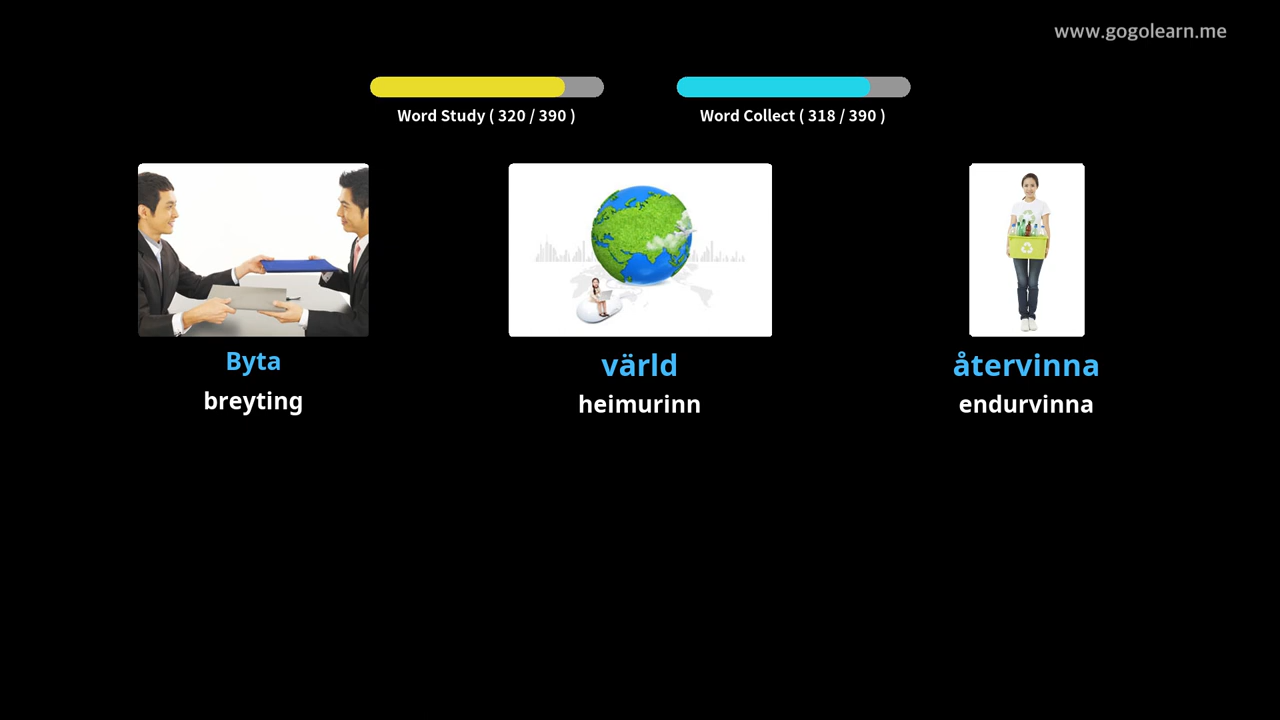 www.gogolearn.me
Word Study ( 320 / 390 )
Word Collect ( 318 / 390 )
Byta
breyting
värld
heimurinn
återvinna
endurvinna